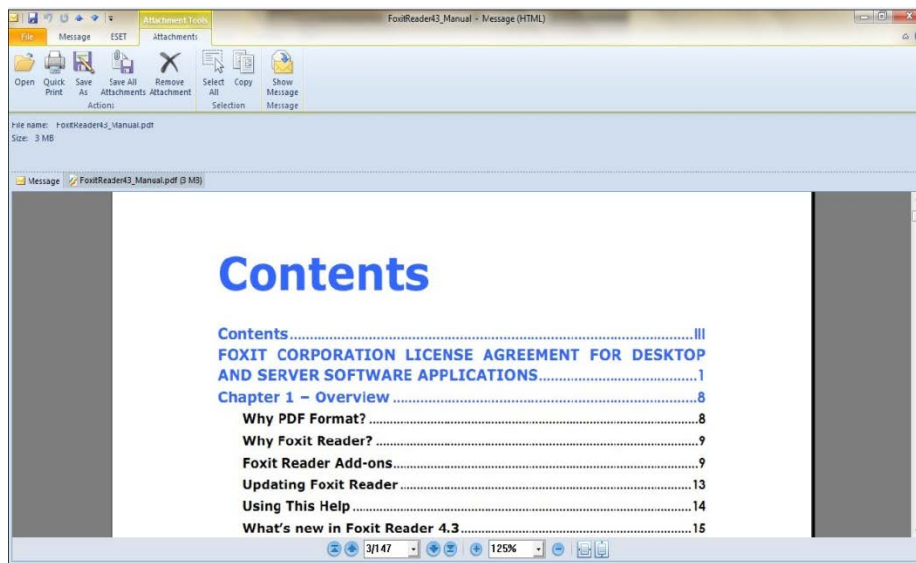 Attachment Tools
FoxitReader43_Manual - Message (HTML)
File Message ESET Attachments
Open Quick Print Save As Save All Attachments Remove Attachment Select All Copy Show Message
Actions Selection Message
File name: FoxitReader43_Manual.pdf
Size: 3 MB
Message FoxitReader43_Manual.pdf (3 MB)
Contents
Contents.....III
FOXIT CORPORATION LICENSE AGREEMENT FOR DESKTOP
AND SERVER SOFTWARE APPLICATIONS.....1
Chapter 1 – Overview.....8
Why PDF Format?.....8
Why Foxit Reader?.....9
Foxit Reader Add-ons.....9
Updating Foxit Reader.....13
Using This Help.....14
What's new in Foxit Reader 4.3.....15
3/147 125%